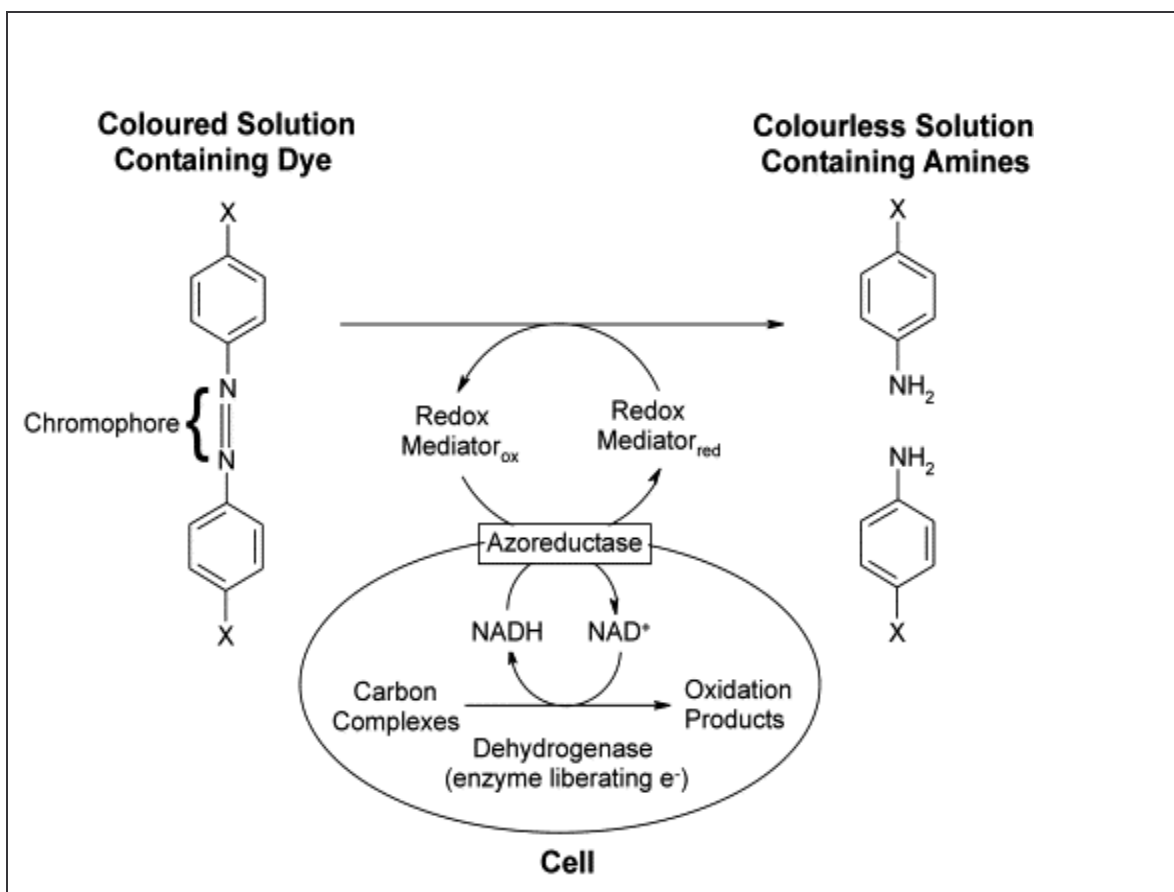 Coloured Solution
Containing Dye
Colourless Solution
Containing Amines
X
X
N
Chromophore {
N
Redox
Mediatorox
Redox
Mediatorred
NH2
NH2
X
X
Azoreductase
NADH
NAD+
Carbon
Complexes
Oxidation
Products
Dehydrogenase
(enzyme liberating e-)
Cell